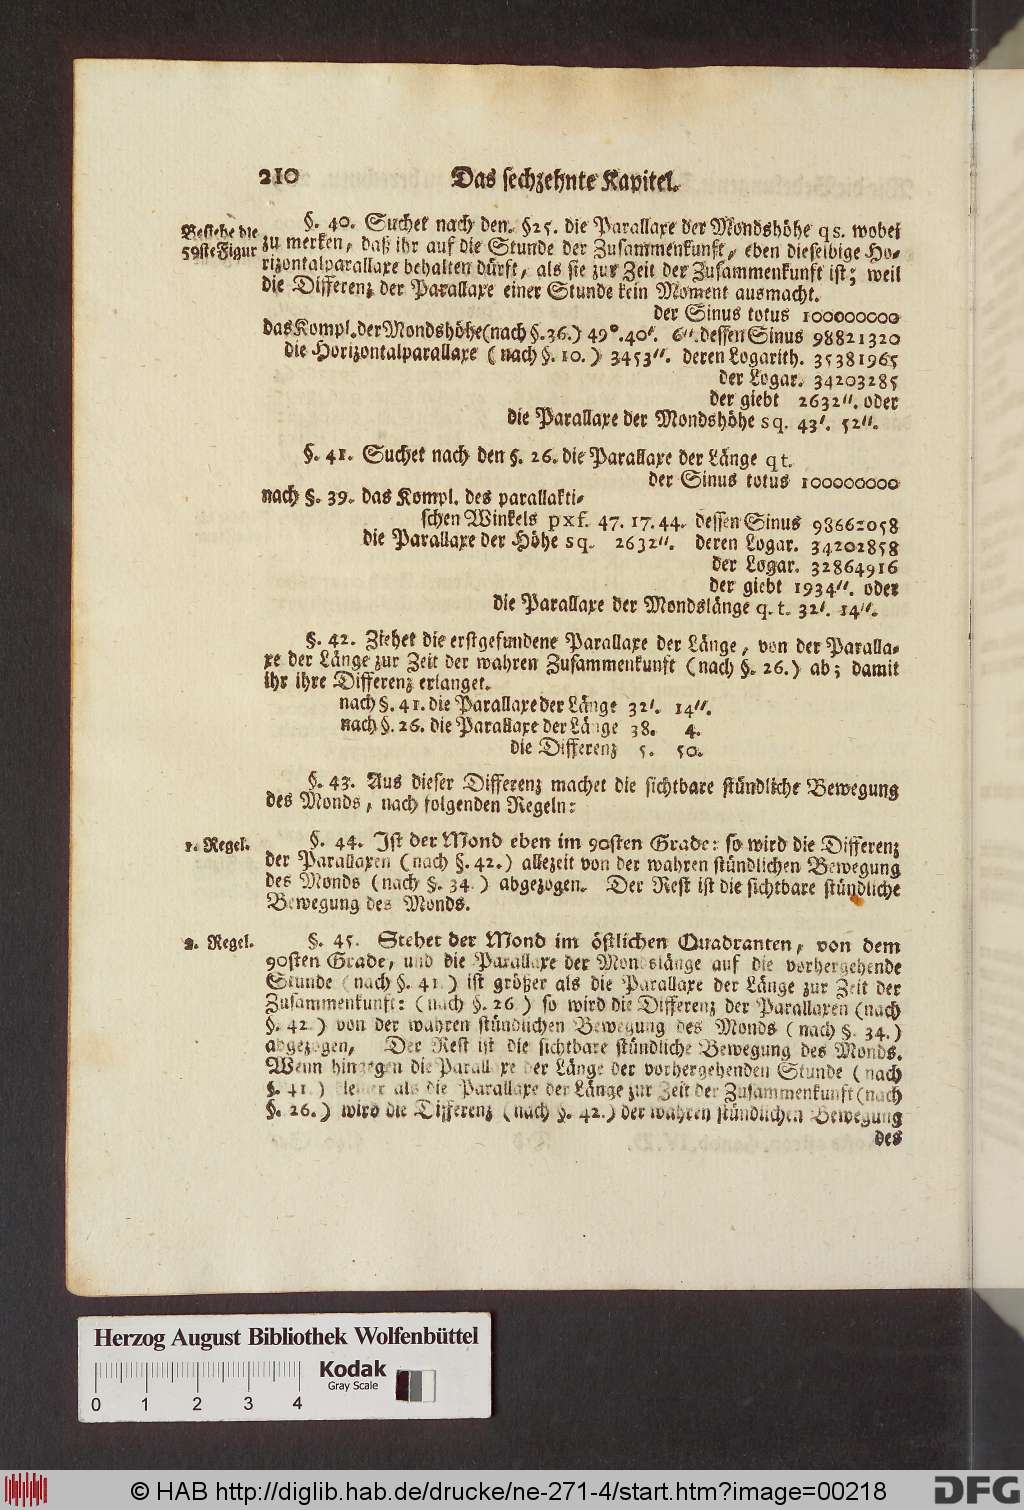 210 Das sechzehnte Kapitel.
Besiehe die
59ste Figur
§. 40. Suchet nach den. §25. die Parallaxe der Mondshöhe qs. wobei
zu merken, daß ihr auf die Stunde der Zusammenkunft, eben dieselbige Ho-
rizontalparallaxe behalten dürft, als sie zur Zeit der Zusammenkunft ist; weil
die Differenz der Parallaxe einer Stunde kein Moment ausmacht.
der Sinus totus 100000000
das Kompl. der Mondshöhe (nach §. 36.) 49°. 40'. 6''. dessen Sinus 98821320
die Horizontalparallaxe (nach §. 10.) 3453''. deren Logarith. 35381965
der Logar. 34203285
der giebt 2632''. oder
die Parallaxe der Mondshöhe sq. 43'. 52''.
§. 41. Suchet nach den §. 26. die Parallaxe der Länge qt.
der Sinus totus 100000000
nach §. 39. das Kompl. des parallakti-
schen Winkels pxf. 47. 17. 44. dessen Sinus 98662058
die Parallaxe der Höhe sq. 2632''. deren Logar. 34202858
der Logar. 32864916
der giebt 1934''. oder
die Parallaxe der Mondslänge q. t. 32'. 14''.
§. 42. Ziehet die erstgefundene Parallaxe der Länge, von der Paralla-
xe der Länge zur Zeit der wahren Zusammenkunft (nach §. 26.) ab; damit
ihr ihre Differenz erlanget.
nach §. 41. die Parallaxe der Länge 32'. 14''.
nach §. 26. die Parallaxe der Länge 38. 4.
die Differenz 5. 50.
§. 43. Aus dieser Differenz machet die sichtbare stündliche Bewegung
des Monds, nach folgenden Regeln:
1. Regel.
§. 44. Ist der Mond eben im 90sten Grade: so wird die Differenz
der Parallaxen (nach §. 42.) allezeit von der wahren stündlichen Bewegung
des Monds (nach §. 34.) abgezogen. Der Rest ist die sichtbare stündliche
Bewegung des Monds.
2. Regel.
§. 45. Stehet der Mond im östlichen Quadranten, von dem
90sten Grade, und die Parallaxe der Mondslänge auf die vorhergehende
Stunde (nach §. 41.) ist größer als die Parallaxe der Länge zur Zeit der
Zusammenkunft: (nach §. 26.) so wird die Differenz der Parallaxen (nach
§. 42.) von der wahren stündlichen Bewegung des Monds (nach §. 34.)
abgezogen, Der Rest ist die sichtbare stündliche Bewegung des Monds.
Wenn hingegen die Parallaxe der Länge der vorhergehenden Stunde (nach
§. 41.) kleiner als die Parallaxe der Länge zur Zeit der Zusammenkunft (nach
§. 26.) wird die Differenz (nach §. 42.) der wahren stündlichen Bewegung
des
Herzog August Bibliothek Wolfenbüttel
Kodak
Gray Scale
0 1 2 3 4
© HAB http://diglib.hab.de/drucke/ne-271-4/start.htm?image=00218
DFG